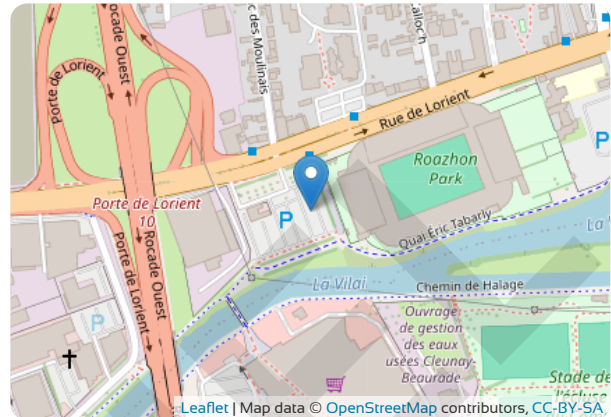 Porte de Lorient
Rocade Ouest
c des Moulinais
alloc'h
Rue de Lorient
Roazhon
Park
P
P
Porte de Lorient
10
Quai Éric Tabarly
Porte de Lorient
Rocade Ouest
La Vilai
La
Chemin de Halage
P
Ouvrage
de gestion
des eaux
usées Cleunay-
Beaurade
Stade de
l'écluse
Leaflet | Map data © OpenStreetMap contributors, CC-BY-SA